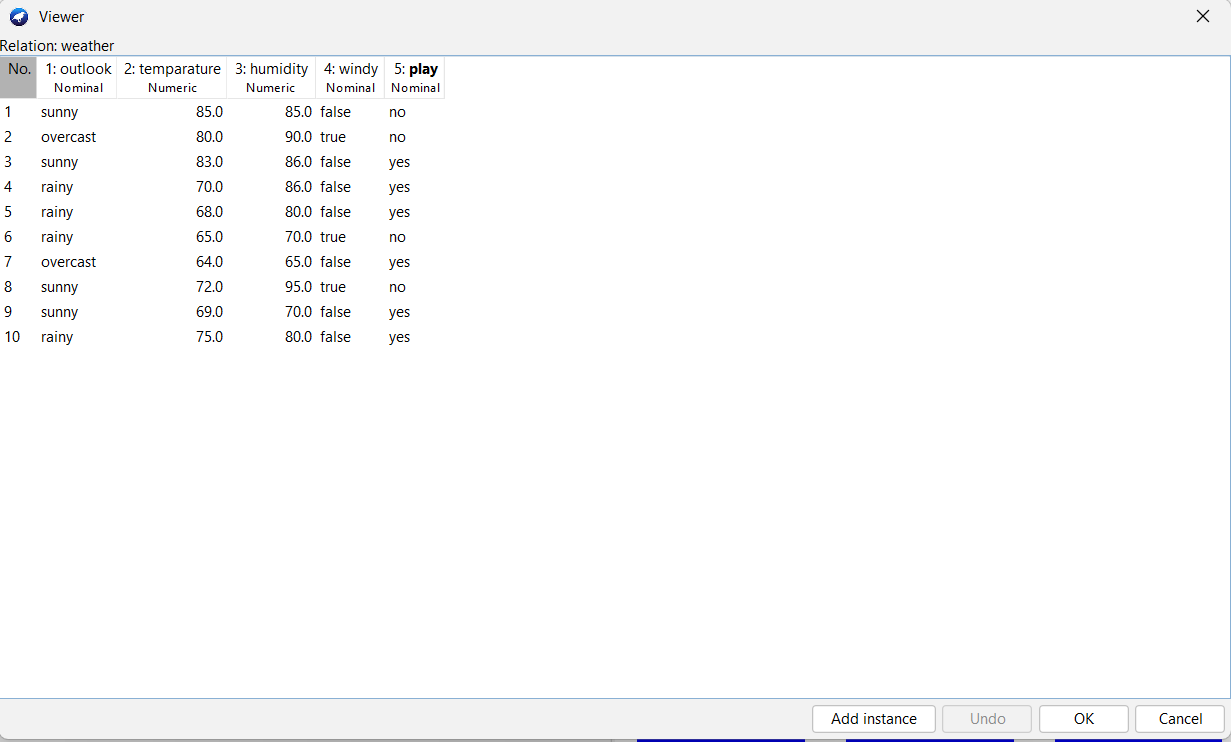 Viewer
Relation: weather
No. 1: outlook 2: temparature 3: humidity 4: windy 5: play
Nominal Numeric Numeric Nominal Nominal
1 sunny 85.0 85.0 false no
2 overcast 80.0 90.0 true no
3 sunny 83.0 86.0 false yes
4 rainy 70.0 86.0 false yes
5 rainy 68.0 80.0 false yes
6 rainy 65.0 70.0 true no
7 overcast 64.0 65.0 false yes
8 sunny 72.0 95.0 true no
9 sunny 69.0 70.0 false yes
10 rainy 75.0 80.0 false yes
Add instance Undo OK Cancel